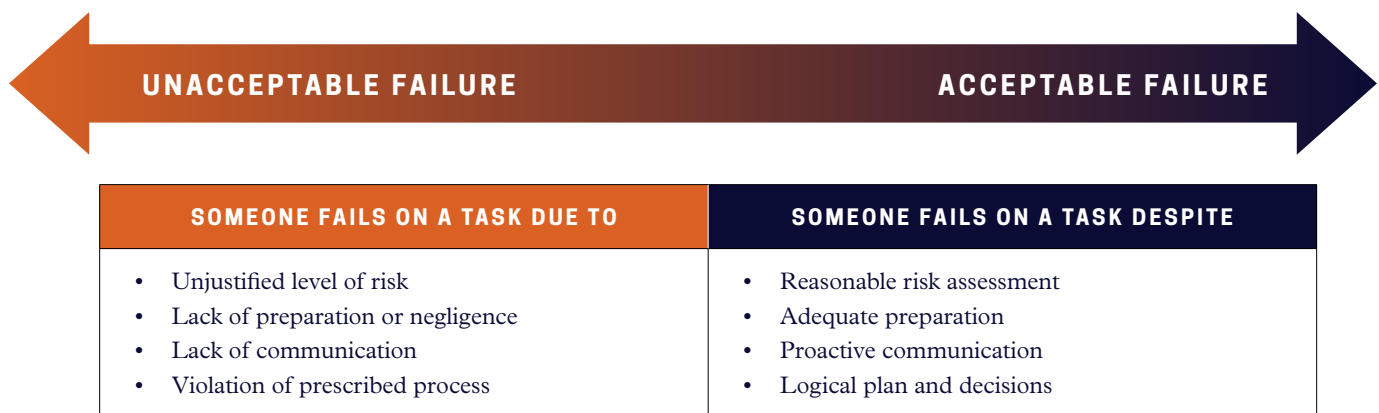 UNACCEPTABLE FAILURE
ACCEPTABLE FAILURE
SOMEONE FAILS ON A TASK DUE TO
• Unjustified level of risk
• Lack of preparation or negligence
• Lack of communication
• Violation of prescribed process
SOMEONE FAILS ON A TASK DESPITE
• Reasonable risk assessment
• Adequate preparation
• Proactive communication
• Logical plan and decisions